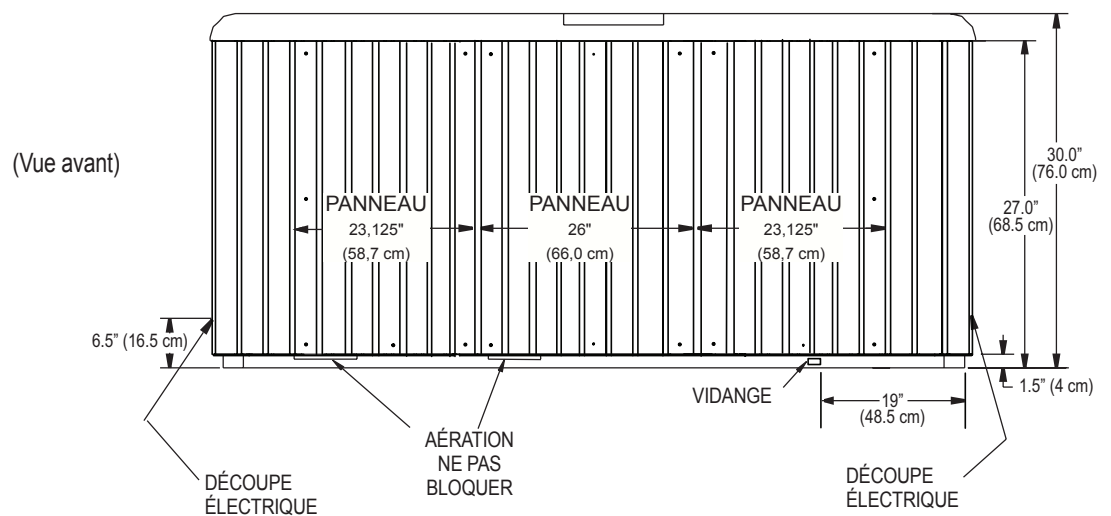 (Vue avant)
30.0”
(76.0 cm)
27.0”
(68.5 cm)
PANNEAU
23,125"
(58,7 cm)
PANNEAU
26"
(66,0 cm)
PANNEAU
23,125"
(58,7 cm)
6.5” (16.5 cm)
1.5” (4 cm)
VIDANGE
19”
(48.5 cm)
AÉRATION
NE PAS
BLOQUER
DÉCOUPE
ÉLECTRIQUE
DÉCOUPE
ÉLECTRIQUE